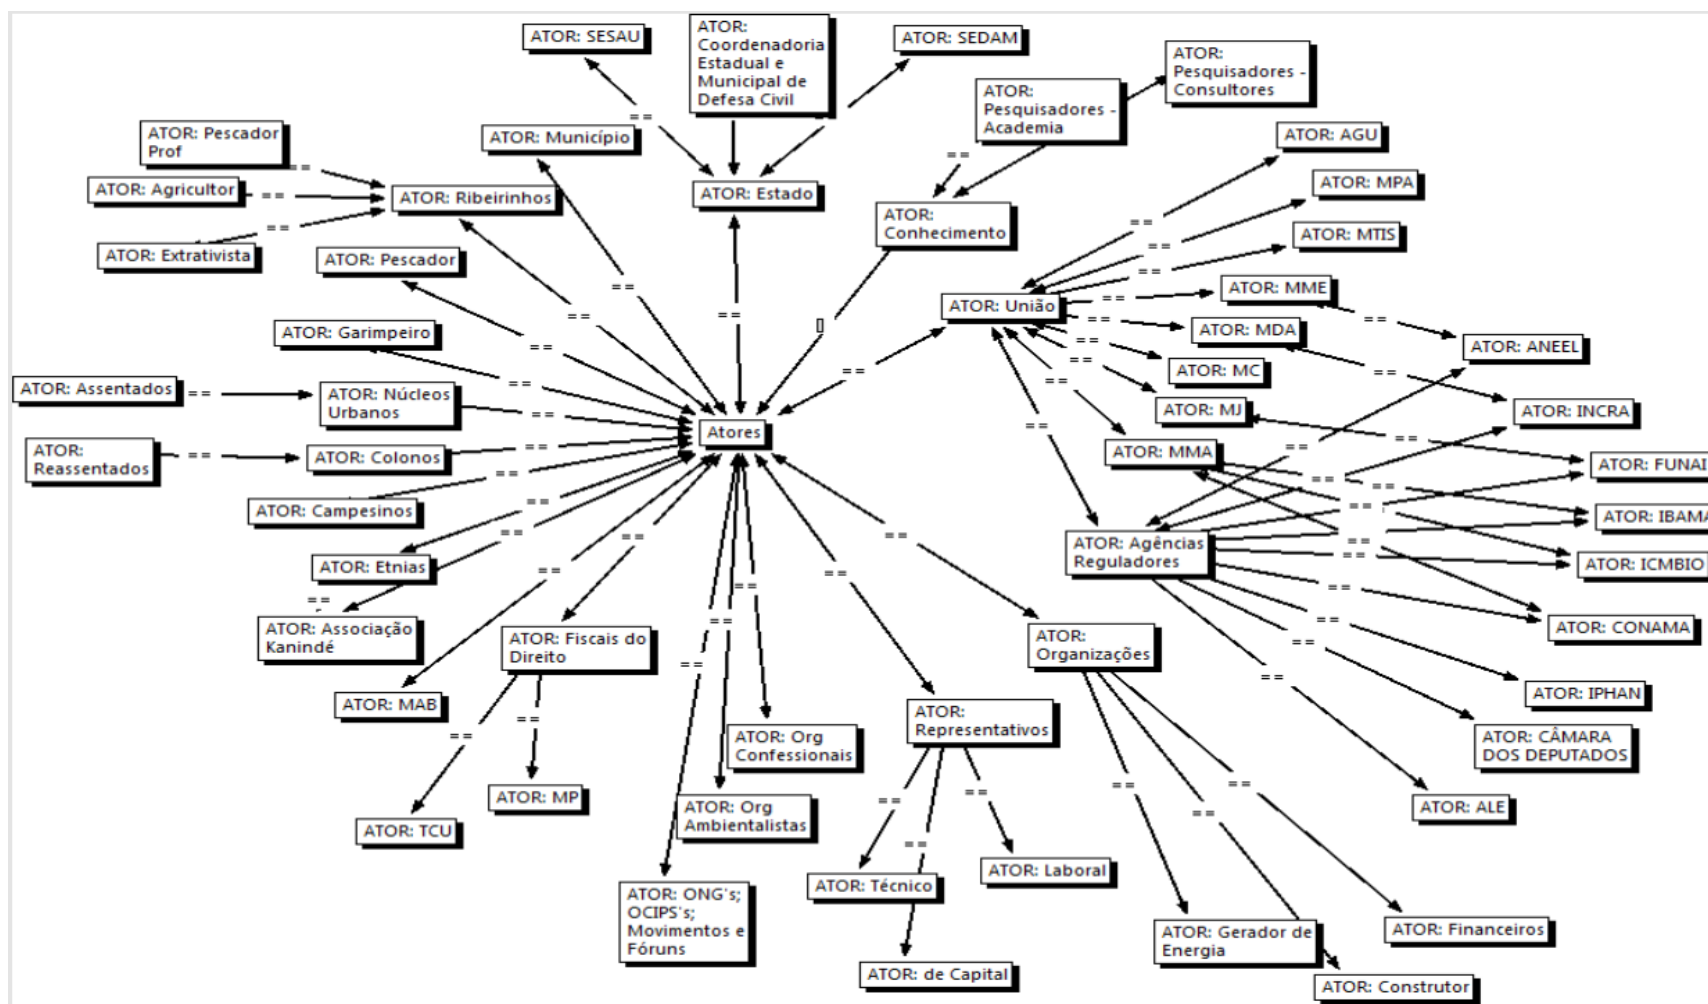 ATOR: SESAU
ATOR:
Coordenadoria
Estadual e
Municipal de
Defesa Civil
ATOR: SEDAM
ATOR:
Pesquisadores -
Consultores
ATOR:
Pesquisadores -
Academia
ATOR: Pescador
Prof
ATOR: Município
ATOR: AGU
ATOR: Agricultor
ATOR: Ribeirinhos
ATOR: Estado
ATOR: MPA
ATOR:
Conhecimento
ATOR: MTIS
ATOR: Extrativista
ATOR: Pescador
ATOR: União
ATOR: MME
ATOR: Garimpeiro
ATOR: MDA
ATOR: ANEEL
ATOR: MC
ATOR: Assentados
ATOR: Núcleos
Urbanos
ATOR: MJ
ATOR: INCRA
Atores
ATOR:
Reassentados
ATOR: Colonos
ATOR: MMA
ATOR: FUNAI
ATOR: Campesinos
ATOR: IBAMA
ATOR: Etnias
ATOR: Agências
Reguladores
ATOR: ICMBIO
ATOR: Associação
Kanindé
ATOR: Fiscais do
Direito
ATOR:
Organizações
ATOR: CONAMA
ATOR: MAB
ATOR: IPHAN
ATOR:
Representativos
ATOR: Org
Confessionais
ATOR: CÂMARA
DOS DEPUTADOS
ATOR: MP
ATOR: Org
Ambientalistas
ATOR: ALE
ATOR: TCU
ATOR: Laboral
ATOR: Técnico
ATOR: ONG's;
OCIPS's;
Movimentos e
Fóruns
ATOR: Gerador de
Energia
ATOR: Financeiros
ATOR: de Capital
ATOR: Construtor